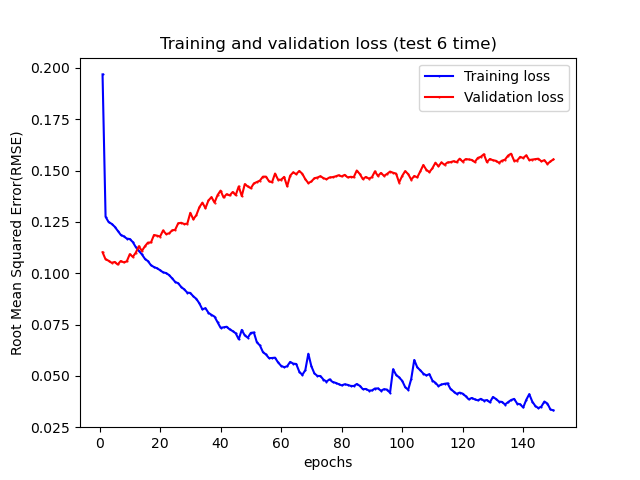 Training and validation loss (test 6 time)
Training loss
Validation loss
Root Mean Squared Error(RMSE)
0.200
0.175
0.150
0.125
0.100
0.075
0.050
0.025
0 20 40 60 80 100 120 140
epochs